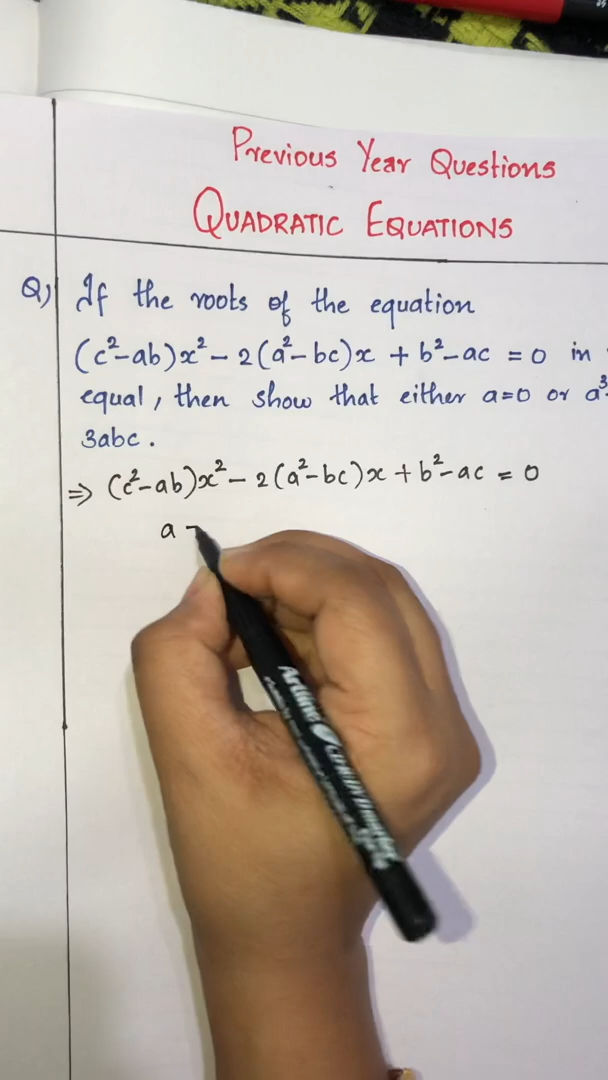 Previous Year Questions
QUADRATIC EQUATIONS
Q) If the roots of the equation
(c²-ab)x² - 2(a²-bc)x + b²-ac = 0 in
equal, then show that either a=0 or a³
3abc.
⇒ (c²-ab)x² - 2(a²-bc)x + b²-ac = 0
a
Artline